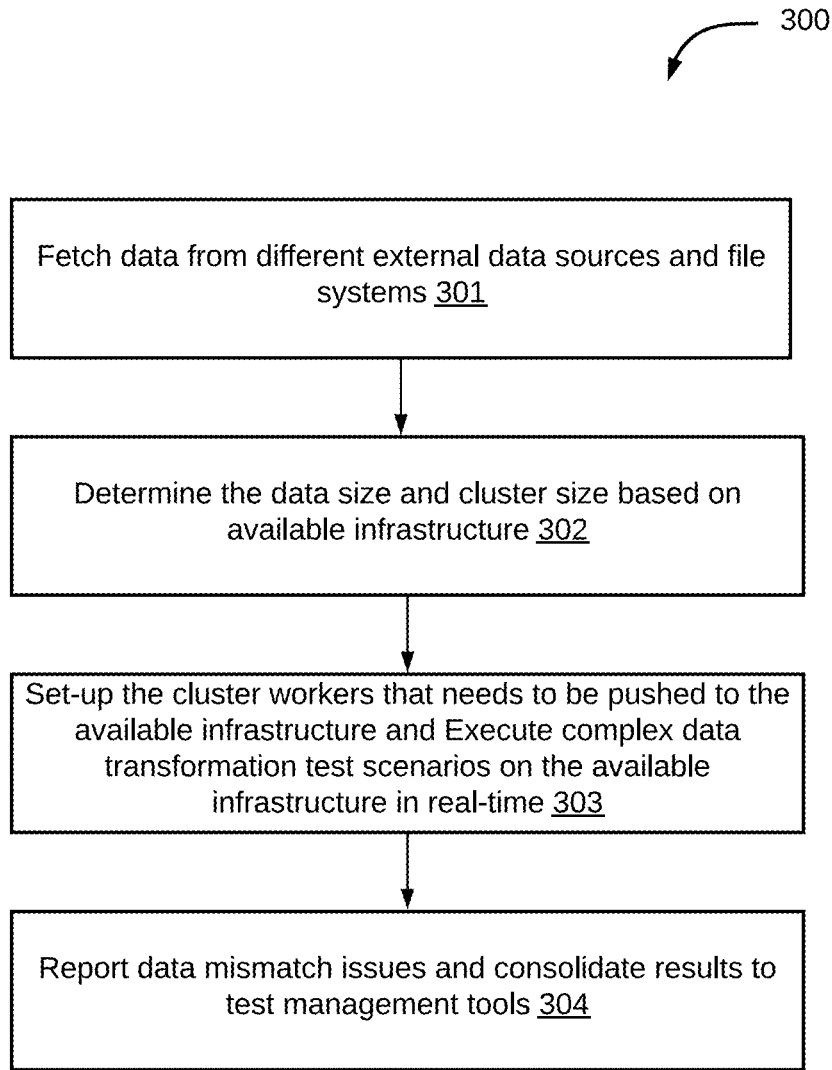 300
Fetch data from different external data sources and file
systems 301
Determine the data size and cluster size based on
available infrastructure 302
Set-up the cluster workers that needs to be pushed to the
available infrastructure and Execute complex data
transformation test scenarios on the available
infrastructure in real-time 303
Report data mismatch issues and consolidate results to
test management tools 304